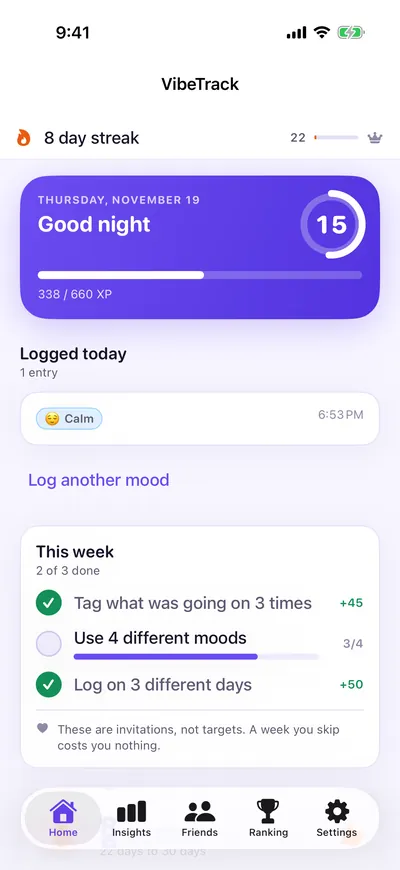 9:41
VibeTrack
8 day streak
22
THURSDAY, NOVEMBER 19
Good night
15
338 / 660 XP
Logged today
1 entry
Calm
6:53 PM
Log another mood
This week
2 of 3 done
Tag what was going on 3 times
+45
Use 4 different moods
3/4
Log on 3 different days
+50
These are invitations, not targets. A week you skip
costs you nothing.
Home
Insights
Friends
Ranking
Settings
22 days to 30 days